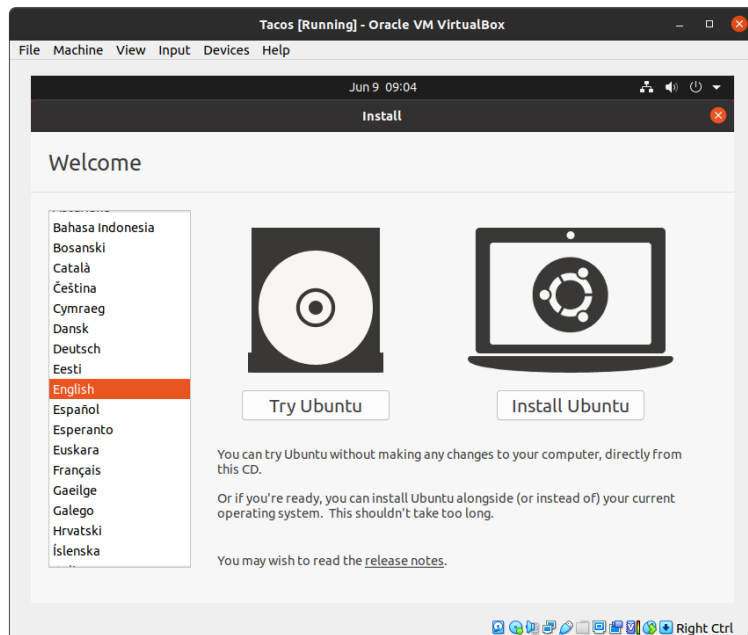 Tacos [Running] - Oracle VM VirtualBox
File Machine View Input Devices Help
Jun 9 09:04
Install
Welcome
Bahasa Indonesia
Bosanski
Català
Čeština
Cymraeg
Dansk
Deutsch
Eesti
English
Español
Esperanto
Euskara
Français
Gaeilge
Galego
Hrvatski
Íslenska
Try Ubuntu
Install Ubuntu
You can try Ubuntu without making any changes to your computer, directly from
this CD.
Or if you're ready, you can install Ubuntu alongside (or instead of) your current
operating system. This shouldn't take too long.
You may wish to read the release notes.
Right Ctrl